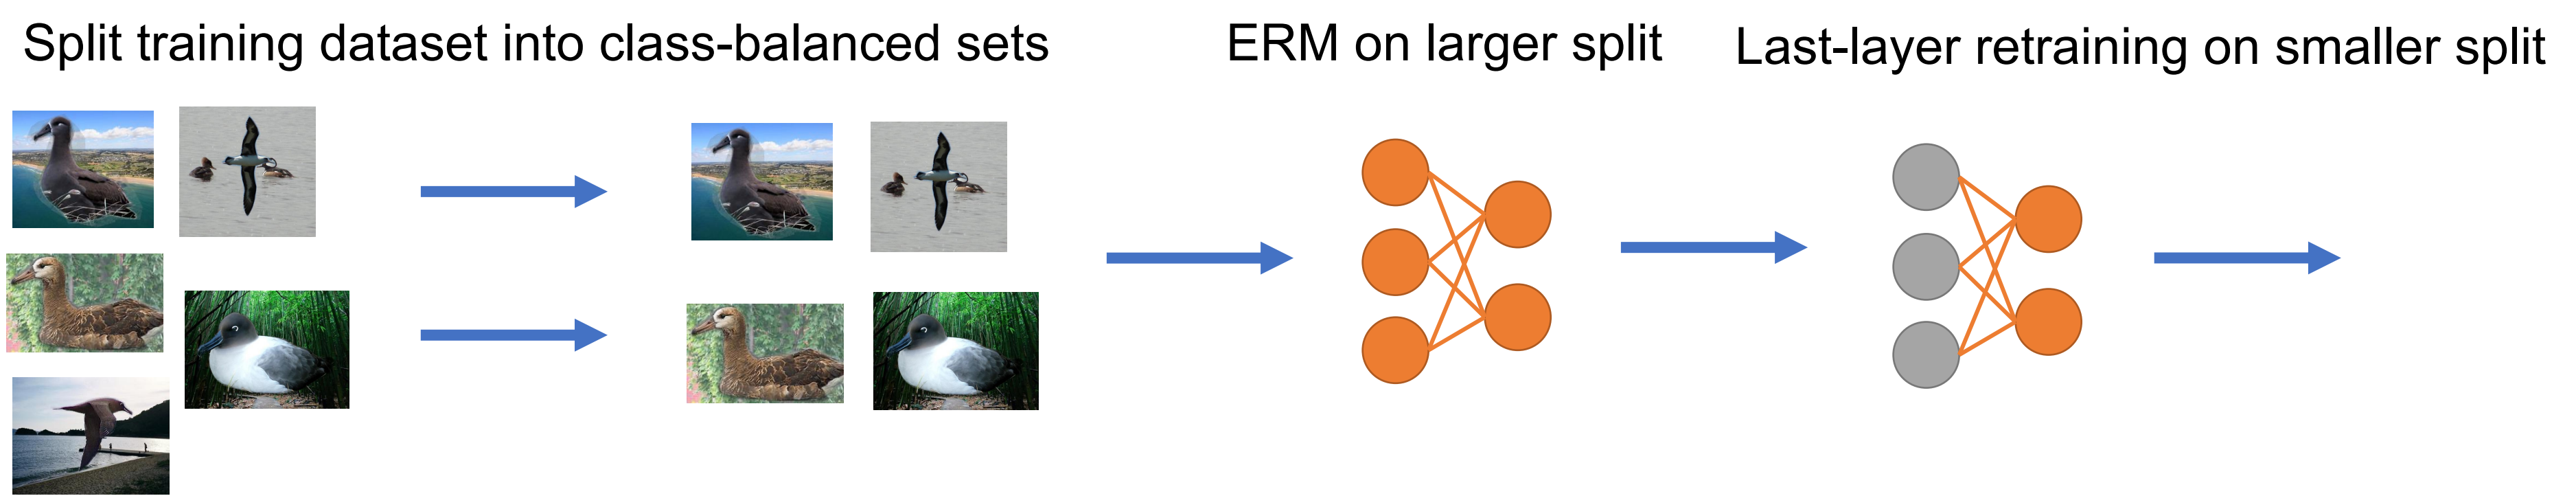 Split training dataset into class-balanced sets
ERM on larger split
Last-layer retraining on smaller split